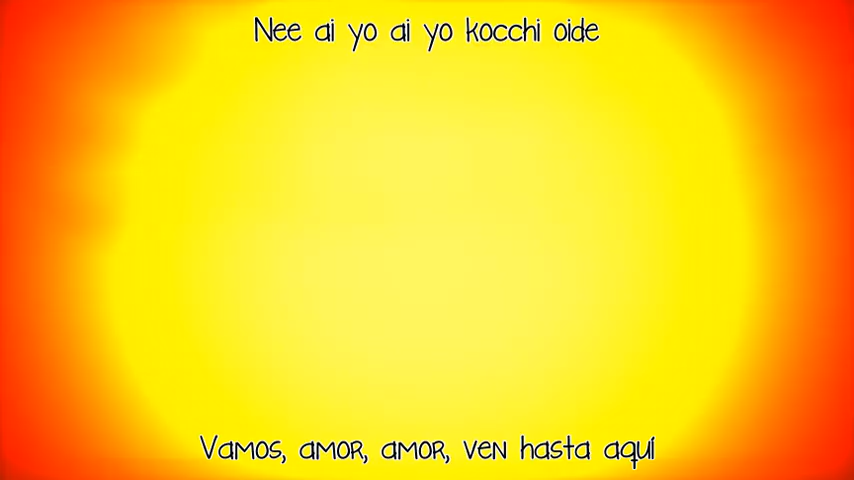 Nee ai yo ai yo kocchi oide
Vamos, amor, amor, ven hasta aquí